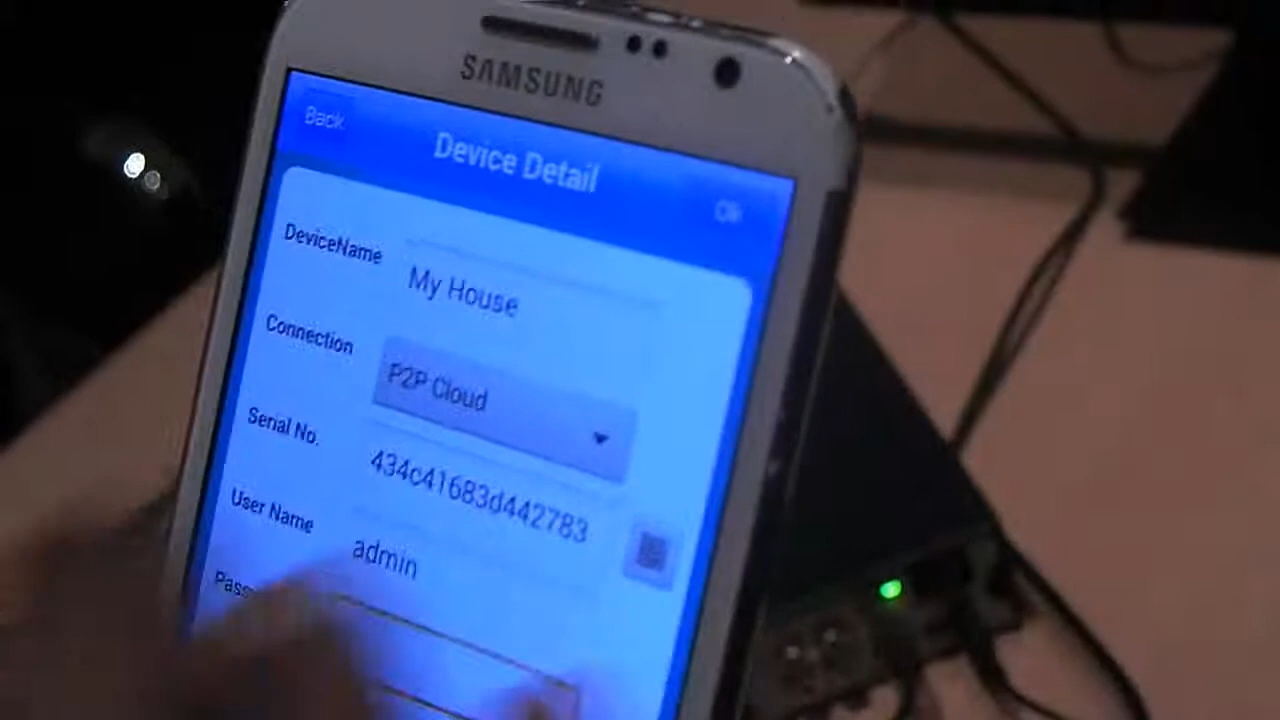 SAMSUNG
Back
Device Detail
Ok
DeviceName
My House
Connection
P2P Cloud
Serial No.
434c41683d442783
User Name
admin